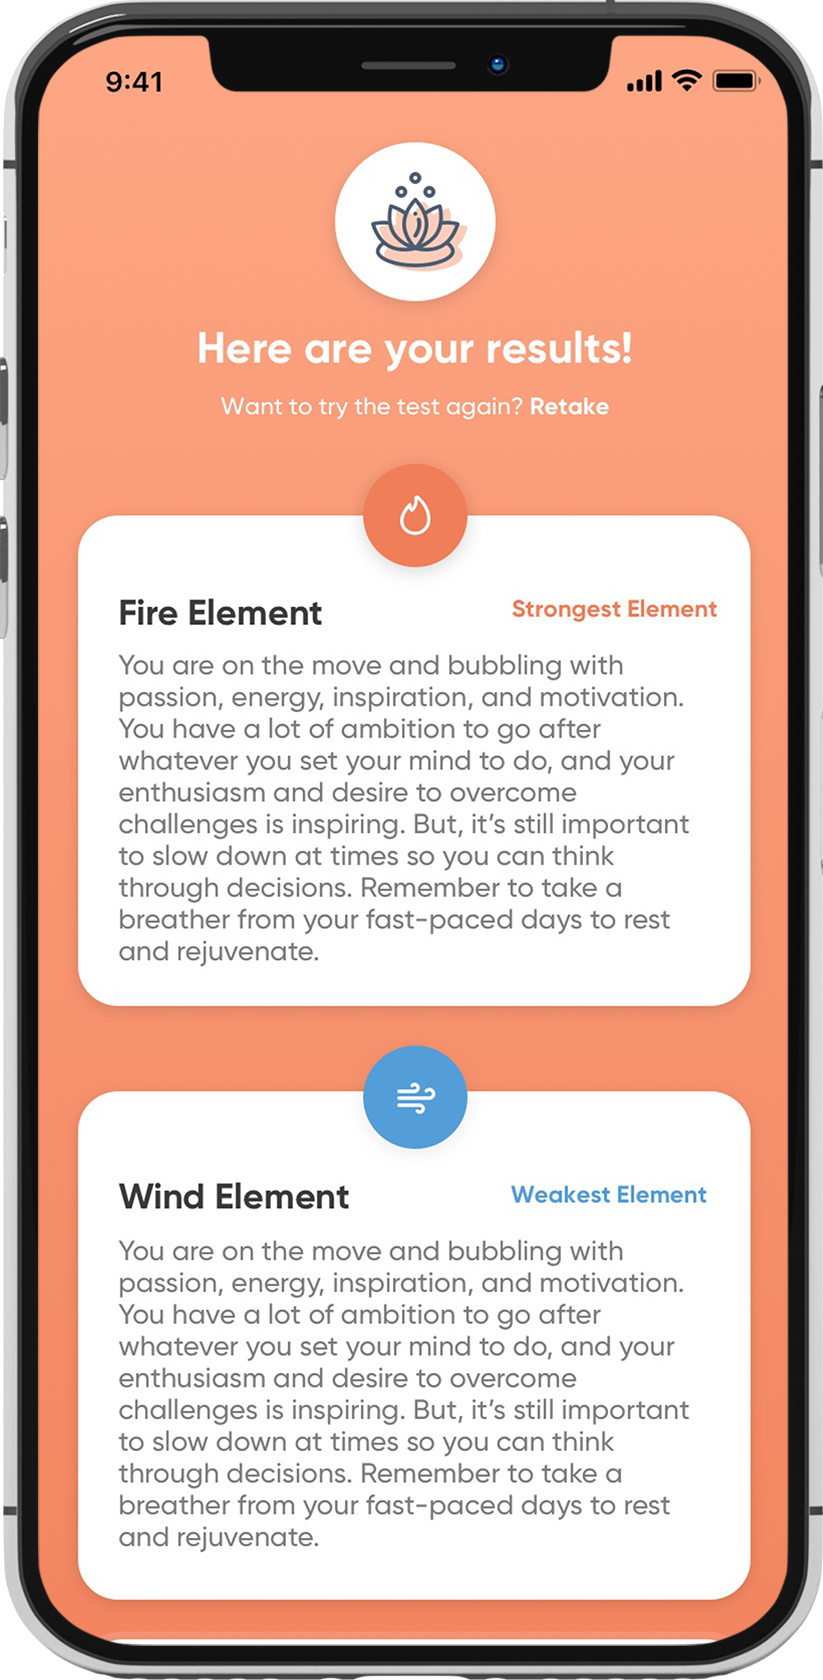 9:41
Here are your results!
Want to try the test again? Retake
Fire Element
Strongest Element
You are on the move and bubbling with
passion, energy, inspiration, and motivation.
You have a lot of ambition to go after
whatever you set your mind to do, and your
enthusiasm and desire to overcome
challenges is inspiring. But, it’s still important
to slow down at times so you can think
through decisions. Remember to take a
breather from your fast-paced days to rest
and rejuvenate.
Wind Element
Weakest Element
You are on the move and bubbling with
passion, energy, inspiration, and motivation.
You have a lot of ambition to go after
whatever you set your mind to do, and your
enthusiasm and desire to overcome
challenges is inspiring. But, it’s still important
to slow down at times so you can think
through decisions. Remember to take a
breather from your fast-paced days to rest
and rejuvenate.